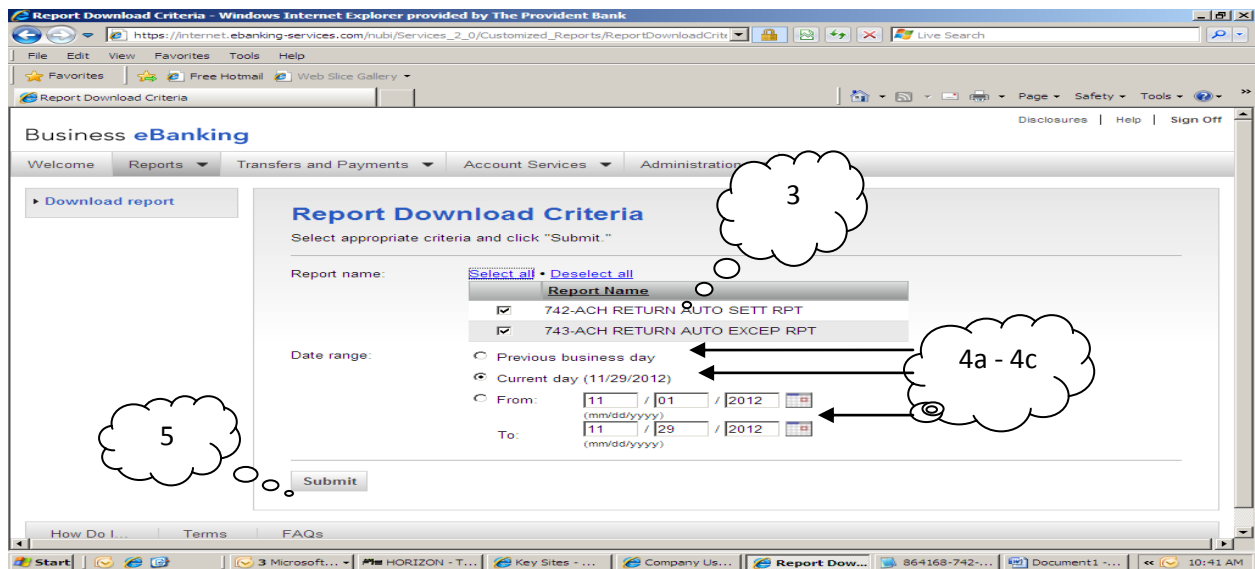 Report Download Criteria - Windows Internet Explorer provided by The Provident Bank
https://internet.ebanking-services.com/nubi/Services_2_0/Customized_Reports/ReportDownloadCrite
Live Search
File Edit View Favorites Tools Help
Favorites Free Hotmail Web Slice Gallery
Report Download Criteria
Page Safety Tools »
Disclosures | Help | Sign Off
Business eBanking
Welcome Reports Transfers and Payments Account Services Administration
Download report
Report Download Criteria
Select appropriate criteria and click "Submit."
3
Report name: Select all • Deselect all
Report Name
742-ACH RETURN AUTO SETT RPT
743-ACH RETURN AUTO EXCEP RPT
Date range: Previous business day
4a - 4c
Current day (11/29/2012)
From: 11 / 01 / 2012
(mm/dd/yyyy)
To: 11 / 29 / 2012
(mm/dd/yyyy)
5
Submit
How Do I... Terms FAQs
Start 3 Microsoft... HORIZON - T... Key Sites - ... Company Us... Report Dow... 864168-742-... Document1 -... « 10:41 AM